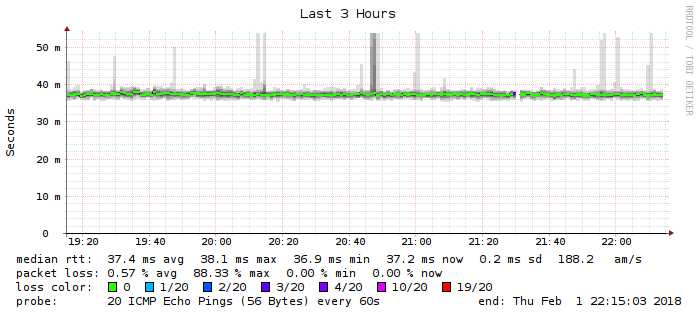 Last 3 Hours
RRDTOOL / TOBI OETIKER
Seconds
50 m
40 m
30 m
20 m
10 m
0
19:20 19:40 20:00 20:20 20:40 21:00 21:20 21:40 22:00
median rtt: 37.4 ms avg 38.1 ms max 36.9 ms min 37.2 ms now 0.2 ms sd 188.2 am/s
packet loss: 0.57 % avg 88.33 % max 0.00 % min 0.00 % now
loss color: 0 1/20 2/20 3/20 4/20 10/20 19/20
probe: 20 ICMP Echo Pings (56 Bytes) every 60s end: Thu Feb 1 22:15:03 2018